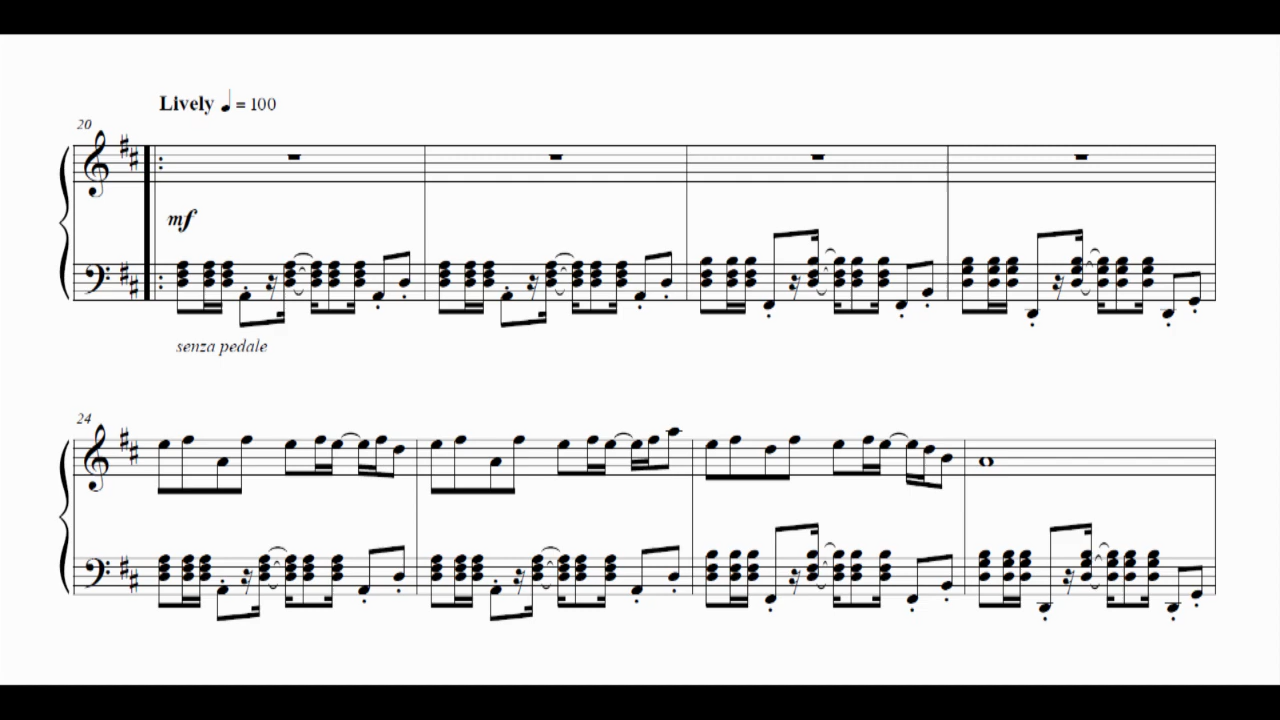 Lively ♩ = 100
20
mf
senza pedale
24